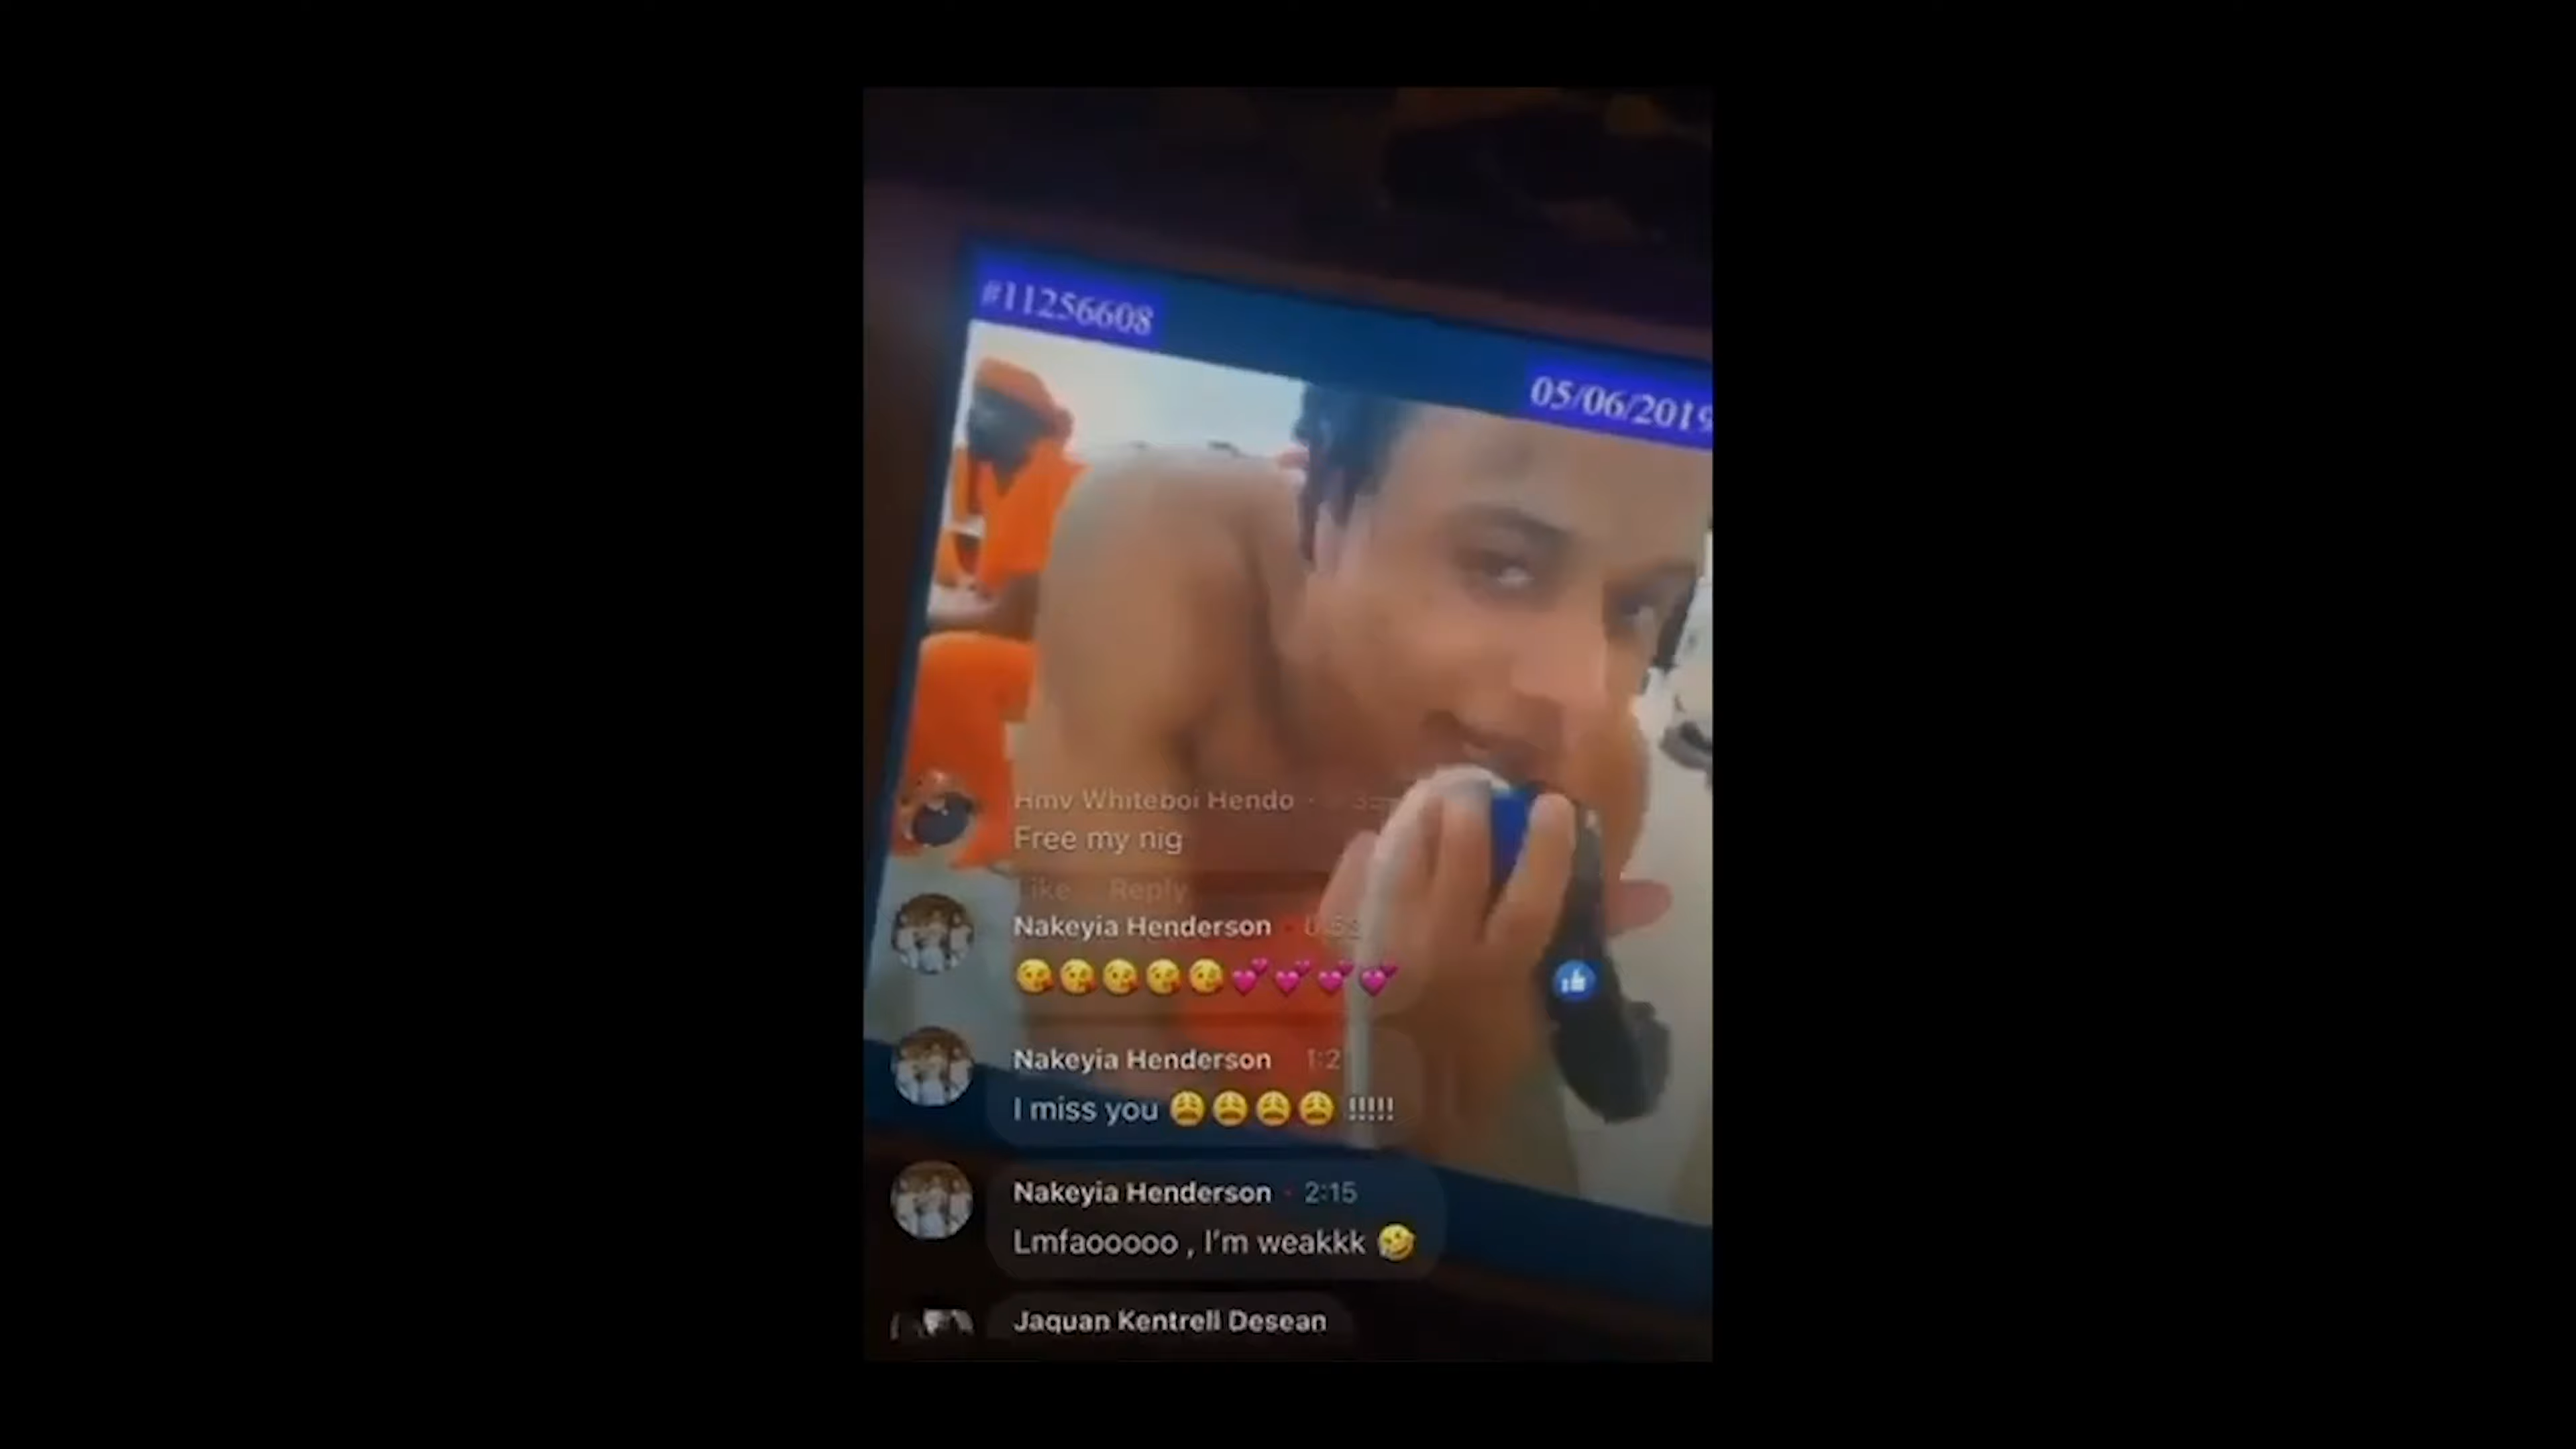 #11256608
05/06/2019
Hmv Whiteboi Hendo
Free my nig
Like Reply
Nakeyia Henderson
😘😘😘😘😘💕💕💕💕
Nakeyia Henderson
I miss you 😩😩😩😩 !!!!!
Nakeyia Henderson · 2:15
Lmfaooooo , I'm weakkk 🤣
Jaquan Kentrell Desean